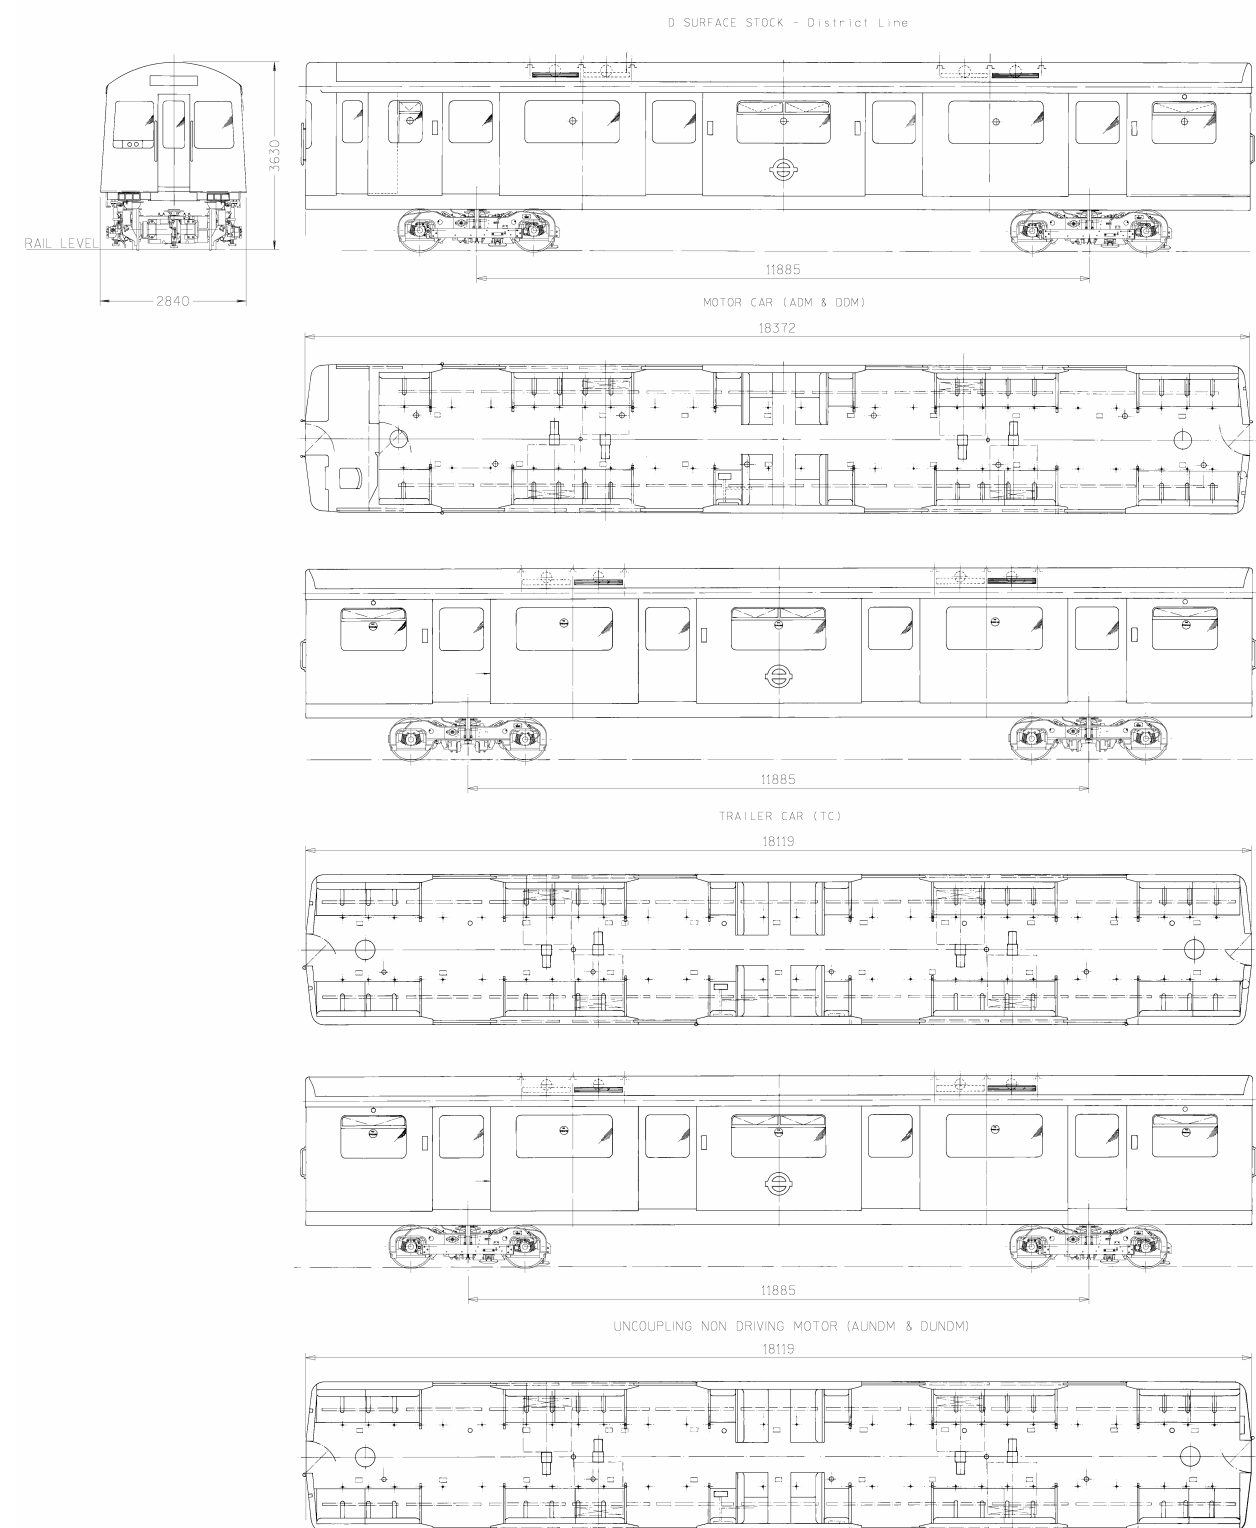 D SURFACE STOCK - District Line
3630
RAIL LEVEL
2840
11885
MOTOR CAR (ADM & DDM)
18372
11885
TRAILER CAR (TC)
18119
11885
UNCOUPLING NON DRIVING MOTOR (AUNDM & DUNDM)
18119